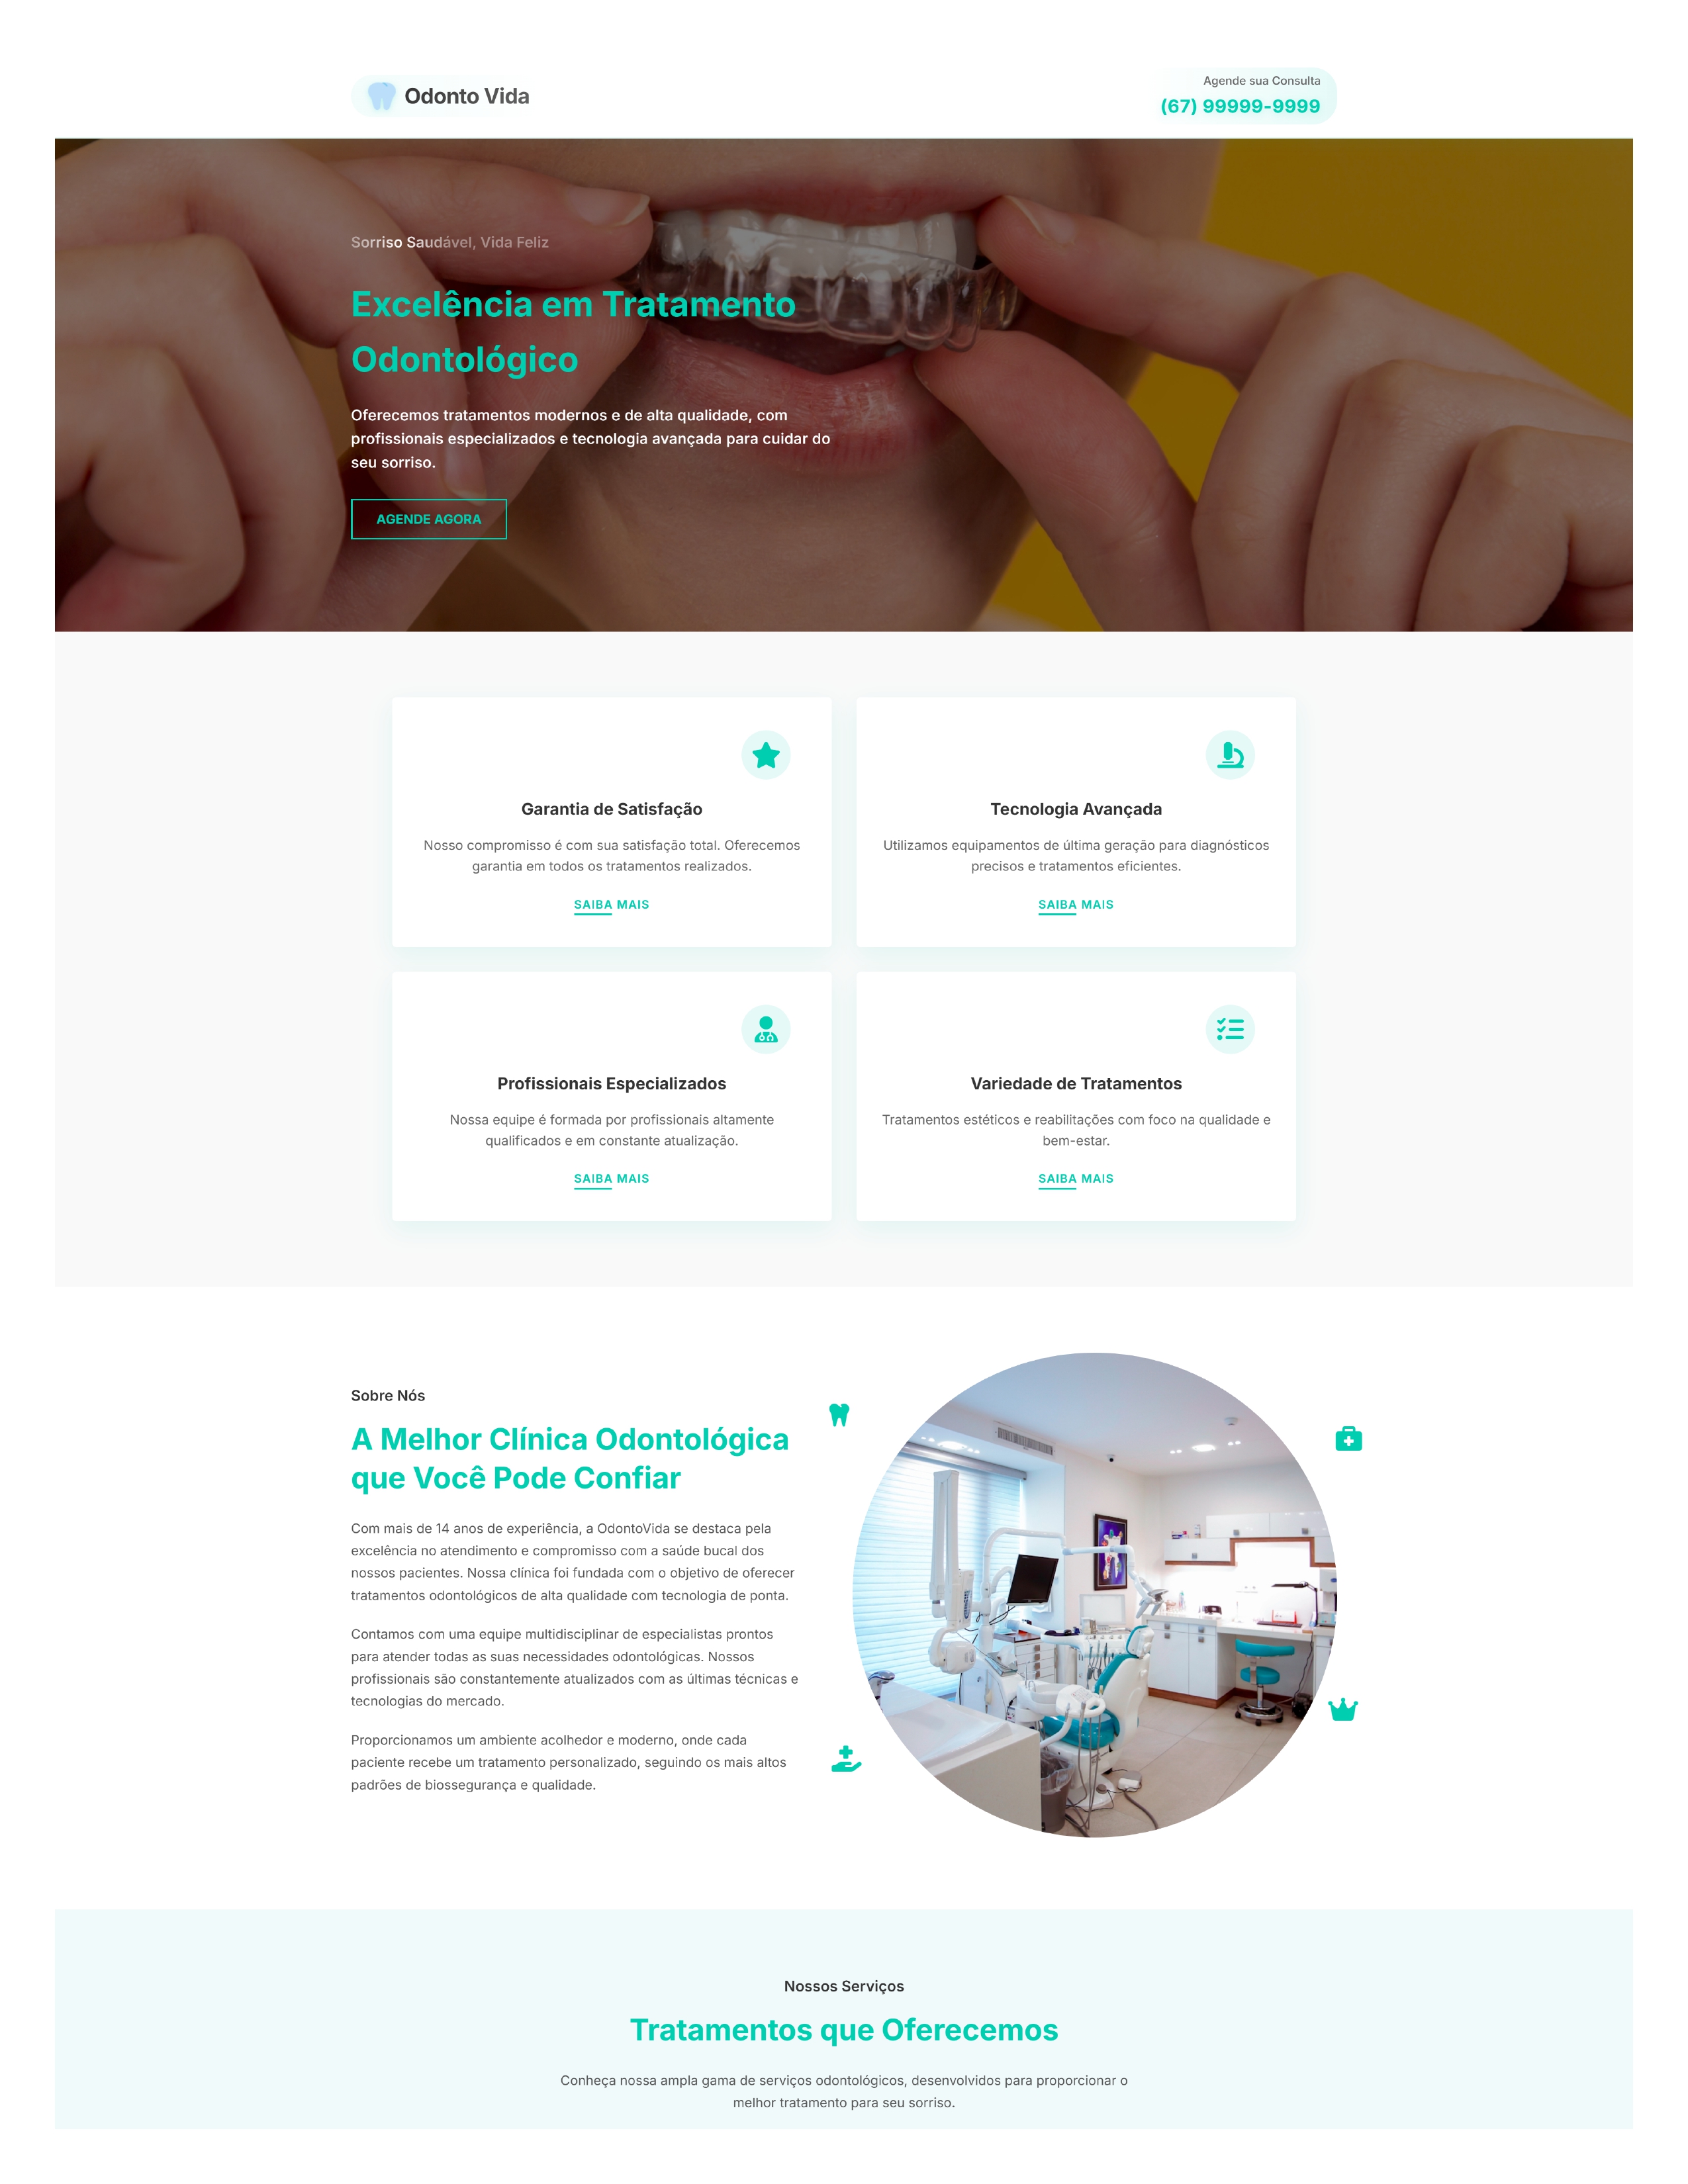 Odonto Vida
Agende sua Consulta
(67) 99999-9999
Sorriso Saudável, Vida Feliz
Excelência em Tratamento
Odontológico
Oferecemos tratamentos modernos e de alta qualidade, com
profissionais especializados e tecnologia avançada para cuidar do
seu sorriso.
AGENDE AGORA
Garantia de Satisfação
Nosso compromisso é com sua satisfação total. Oferecemos
garantia em todos os tratamentos realizados.
SAIBA MAIS
Tecnologia Avançada
Utilizamos equipamentos de última geração para diagnósticos
precisos e tratamentos eficientes.
SAIBA MAIS
Profissionais Especializados
Nossa equipe é formada por profissionais altamente
qualificados e em constante atualização.
SAIBA MAIS
Variedade de Tratamentos
Tratamentos estéticos e reabilitações com foco na qualidade e
bem-estar.
SAIBA MAIS
Sobre Nós
A Melhor Clínica Odontológica
que Você Pode Confiar
Com mais de 14 anos de experiência, a OdontoVida se destaca pela
excelência no atendimento e compromisso com a saúde bucal dos
nossos pacientes. Nossa clínica foi fundada com o objetivo de oferecer
tratamentos odontológicos de alta qualidade com tecnologia de ponta.
Contamos com uma equipe multidisciplinar de especialistas prontos
para atender todas as suas necessidades odontológicas. Nossos
profissionais são constantemente atualizados com as últimas técnicas e
tecnologias do mercado.
Proporcionamos um ambiente acolhedor e moderno, onde cada
paciente recebe um tratamento personalizado, seguindo os mais altos
padrões de biossegurança e qualidade.
Nossos Serviços
Tratamentos que Oferecemos
Conheça nossa ampla gama de serviços odontológicos, desenvolvidos para proporcionar o
melhor tratamento para seu sorriso.